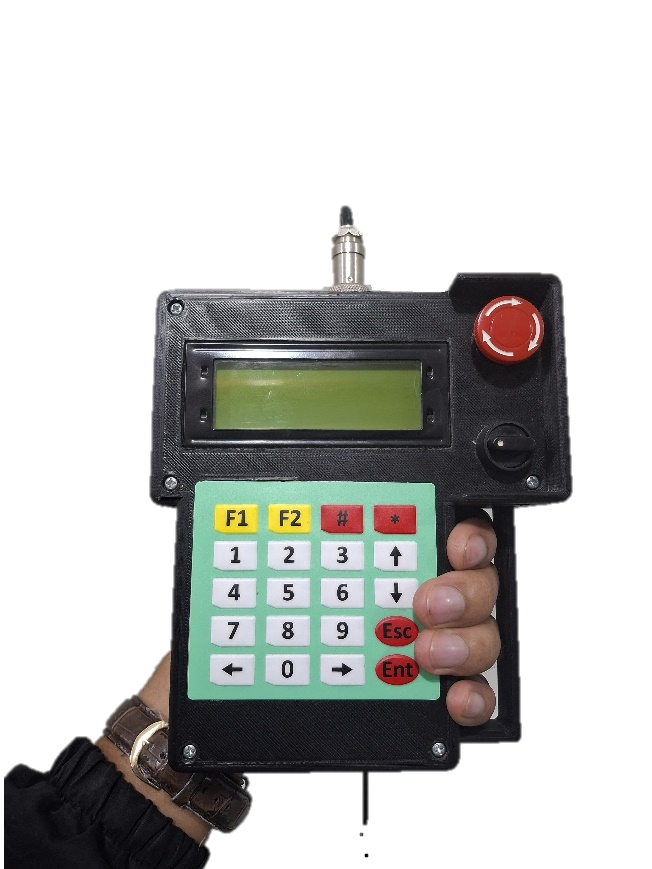 F1 F2 # *
1 2 3 ↑
4 5 6 ↓
7 8 9 Esc
← 0 → Ent